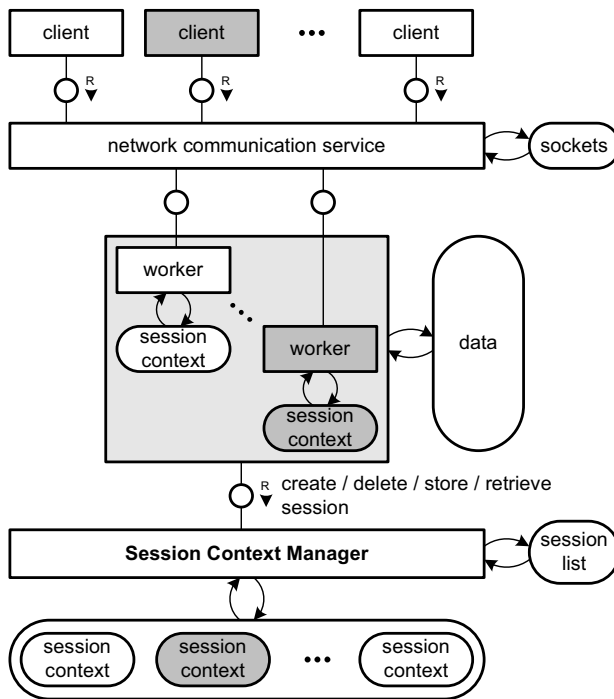 client
client
•••
client
R
R
R
network communication service
sockets
worker
session
context
worker
session
context
data
R
create / delete / store / retrieve
session
Session Context Manager
session
list
session
context
session
context
•••
session
context